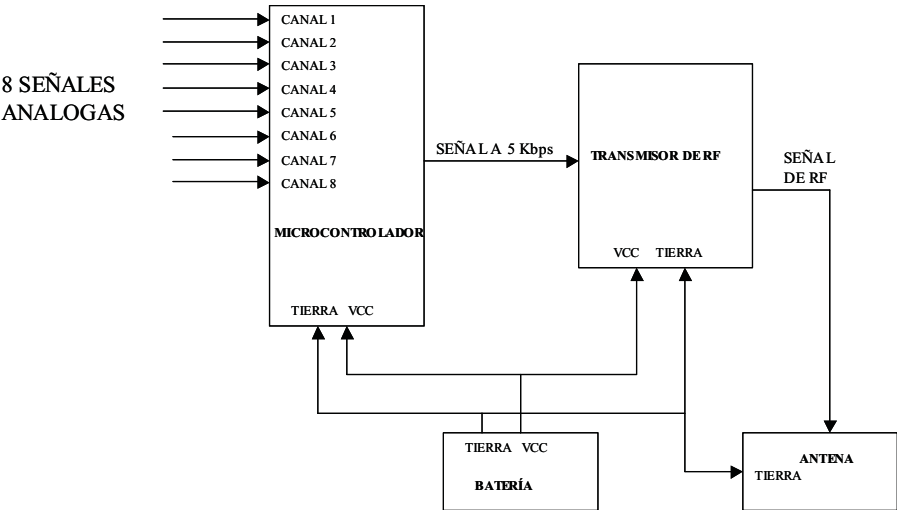 8 SEÑALES
ANALOGAS
CANAL 1
CANAL 2
CANAL 3
CANAL 4
CANAL 5
CANAL 6
CANAL 7
CANAL 8
MICROCONTROLADOR
TIERRA VCC
SEÑAL A 5 Kbps
TRANSMISOR DE RF
VCC TIERRA
SEÑAL
DE RF
TIERRA VCC
BATERÍA
ANTENA
TIERRA